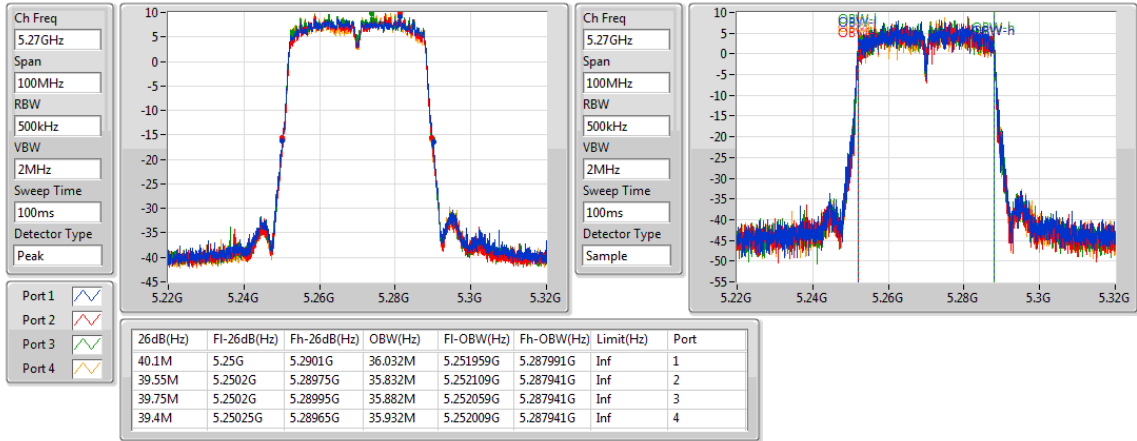 Ch Freq
5.27GHz
Span
100MHz
RBW
500kHz
VBW
2MHz
Sweep Time
100ms
Detector Type
Peak
10
5
0
-5
-10
-15
-20
-25
-30
-35
-40
-45
5.22G 5.24G 5.26G 5.28G 5.3G 5.32G
Ch Freq
5.27GHz
Span
100MHz
RBW
500kHz
VBW
2MHz
Sweep Time
100ms
Detector Type
Sample
10
5
0
-5
-10
-15
-20
-25
-30
-35
-40
-45
-50
-55
OBW-l
OBW-h
5.22G 5.24G 5.26G 5.28G 5.3G 5.32G
Port 1
Port 2
Port 3
Port 4
26dB(Hz) Fl-26dB(Hz) Fh-26dB(Hz) OBW(Hz) Fl-OBW(Hz) Fh-OBW(Hz) Limit(Hz) Port
40.1M 5.25G 5.2901G 36.032M 5.251959G 5.287991G Inf 1
39.55M 5.2502G 5.28975G 35.832M 5.252109G 5.287941G Inf 2
39.75M 5.2502G 5.28995G 35.882M 5.252059G 5.287941G Inf 3
39.4M 5.25025G 5.28965G 35.932M 5.252009G 5.287941G Inf 4